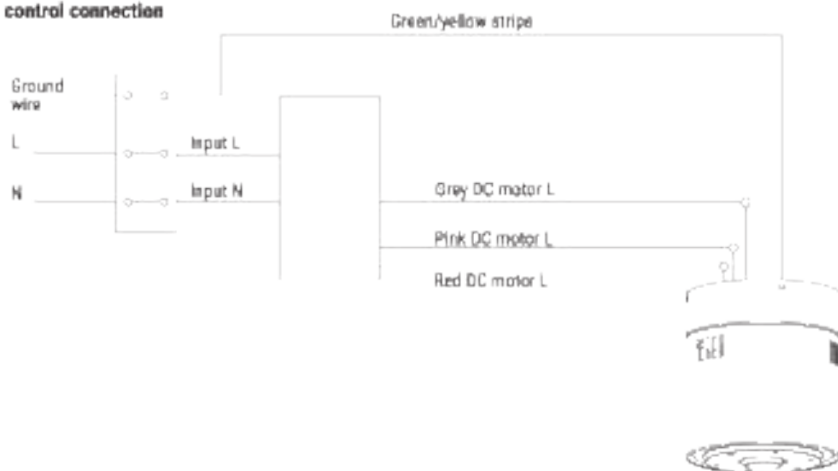 control connection
Green/yellow stripe
Ground
wire
L
Input L
N
Input N
Grey DC motor L
Pink DC motor L
Red DC motor L